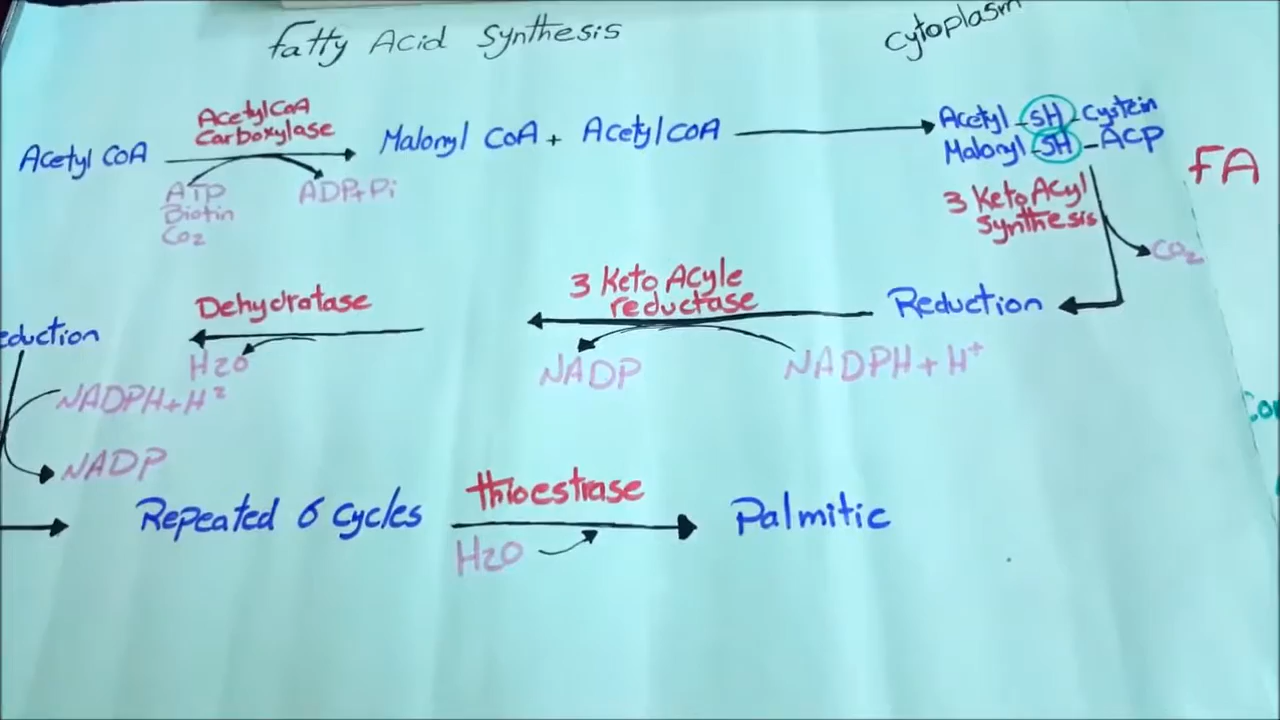 Fatty Acid Synthesis
Cytoplasm
Acetyl CoA
Acetyl CoA
Carboxylase
ATP
Biotin
CO2
ADP+Pi
Malonyl CoA + Acetyl CoA
Acetyl-SH-Cystein
Malonyl-SH-ACP
FA
3 Keto Acyl
Synthesis
CO2
Reduction
3 Keto Acyle
reductase
NADPH + H+
NADP
Dehydratase
H2O
eduction
NADPH+H2
NADP
Con
Repeated 6 Cycles
thioestrase
H2O
Palmitic